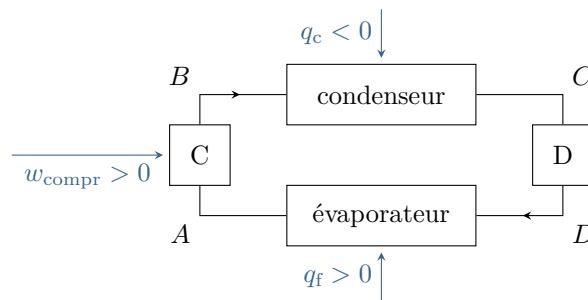 q_c < 0
B
C
condenseur
C
D
w_compr > 0
A
évaporateur
D
q_f > 0